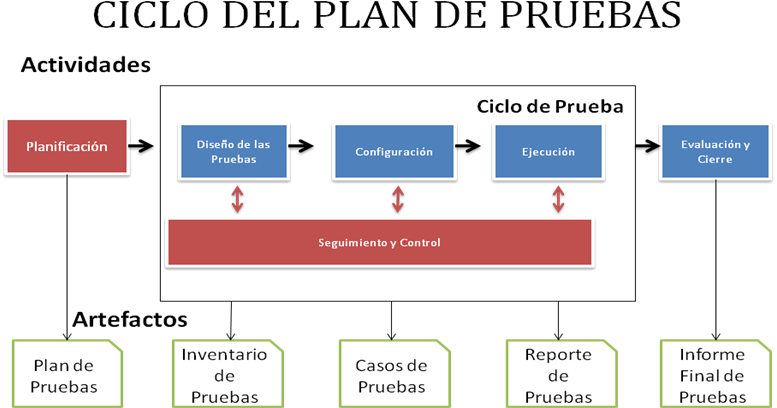 CICLO DEL PLAN DE PRUEBAS
Actividades
Ciclo de Prueba
Planificación
Diseño de las
Pruebas
Configuración
Ejecución
Evaluación y
Cierre
Seguimiento y Control
Artefactos
Plan de
Pruebas
Inventario
de
Pruebas
Casos de
Pruebas
Reporte
de
Pruebas
Informe
Final de
Pruebas